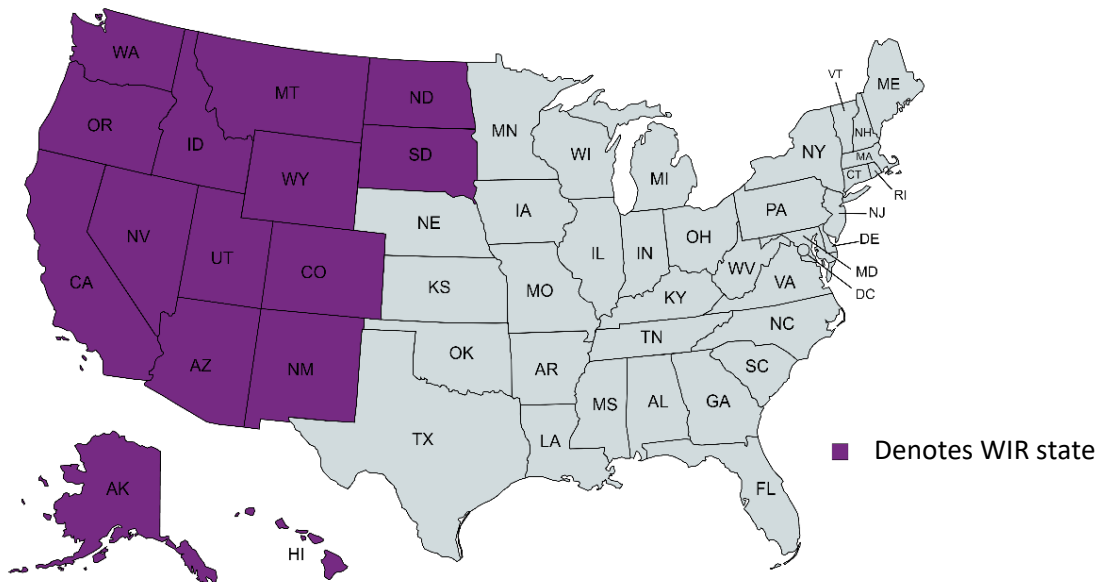 WA
MT
ND
MN
VT
ME
OR
ID
SD
WI
MI
NY
NH
MA
CT
RI
WY
NE
IA
PA
NJ
NV
UT
CO
IL
IN
OH
DE
CA
KS
MO
WV
VA
MD
DC
KY
AZ
NM
OK
TN
NC
AR
SC
MS
AL
GA
TX
LA
Denotes WIR state
AK
HI
FL